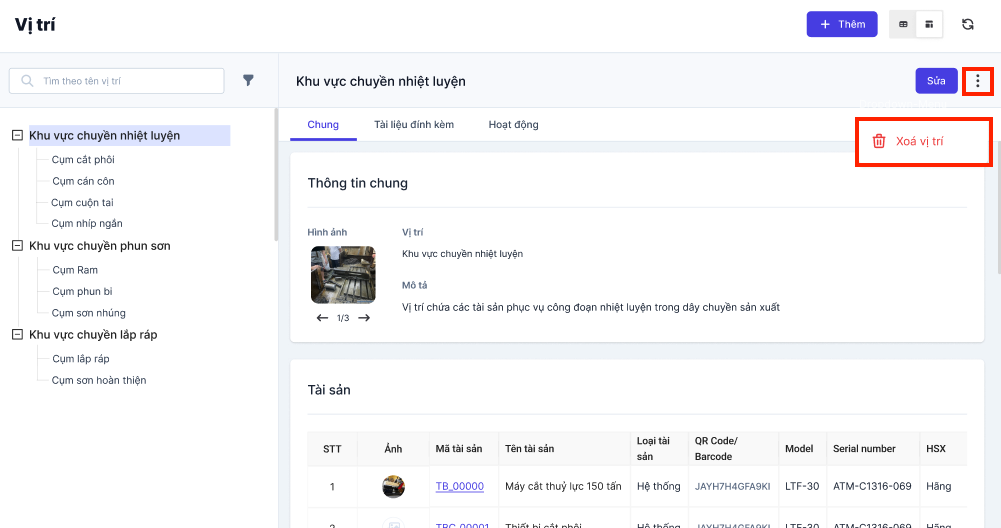 Vị trí
Thêm
Tìm theo tên vị trí
Khu vực chuyền nhiệt luyện
Cụm cắt phôi
Cụm cán côn
Cụm cuộn tai
Cụm nhíp ngắn
Khu vực chuyền phun sơn
Cụm Ram
Cụm phun bi
Cụm sơn nhúng
Khu vực chuyền lắp ráp
Cụm lắp ráp
Cụm sơn hoàn thiện
Khu vực chuyền nhiệt luyện
Sửa
Xoá vị trí
Chung Tài liệu đính kèm Hoạt động
Thông tin chung
Hình ảnh
1/3
Vị trí
Khu vực chuyền nhiệt luyện
Mô tả
Vị trí chứa các tài sản phục vụ công đoạn nhiệt luyện trong dây chuyền sản xuất
Tài sản
STT Ảnh Mã tài sản Tên tài sản Loại tài sản QR Code/ Barcode Model Serial number HSX
1 TB_00000 Máy cắt thuỷ lực 150 tấn Hệ thống JAYH7H4GFA9KI LTF-30 ATM-C1316-069 Hãng
2 TBC_00001 Thiết bị cắt phôi Hệ thống JAYH7H4GFA9KI LTF-30 ATM-C1316-069 Hãng